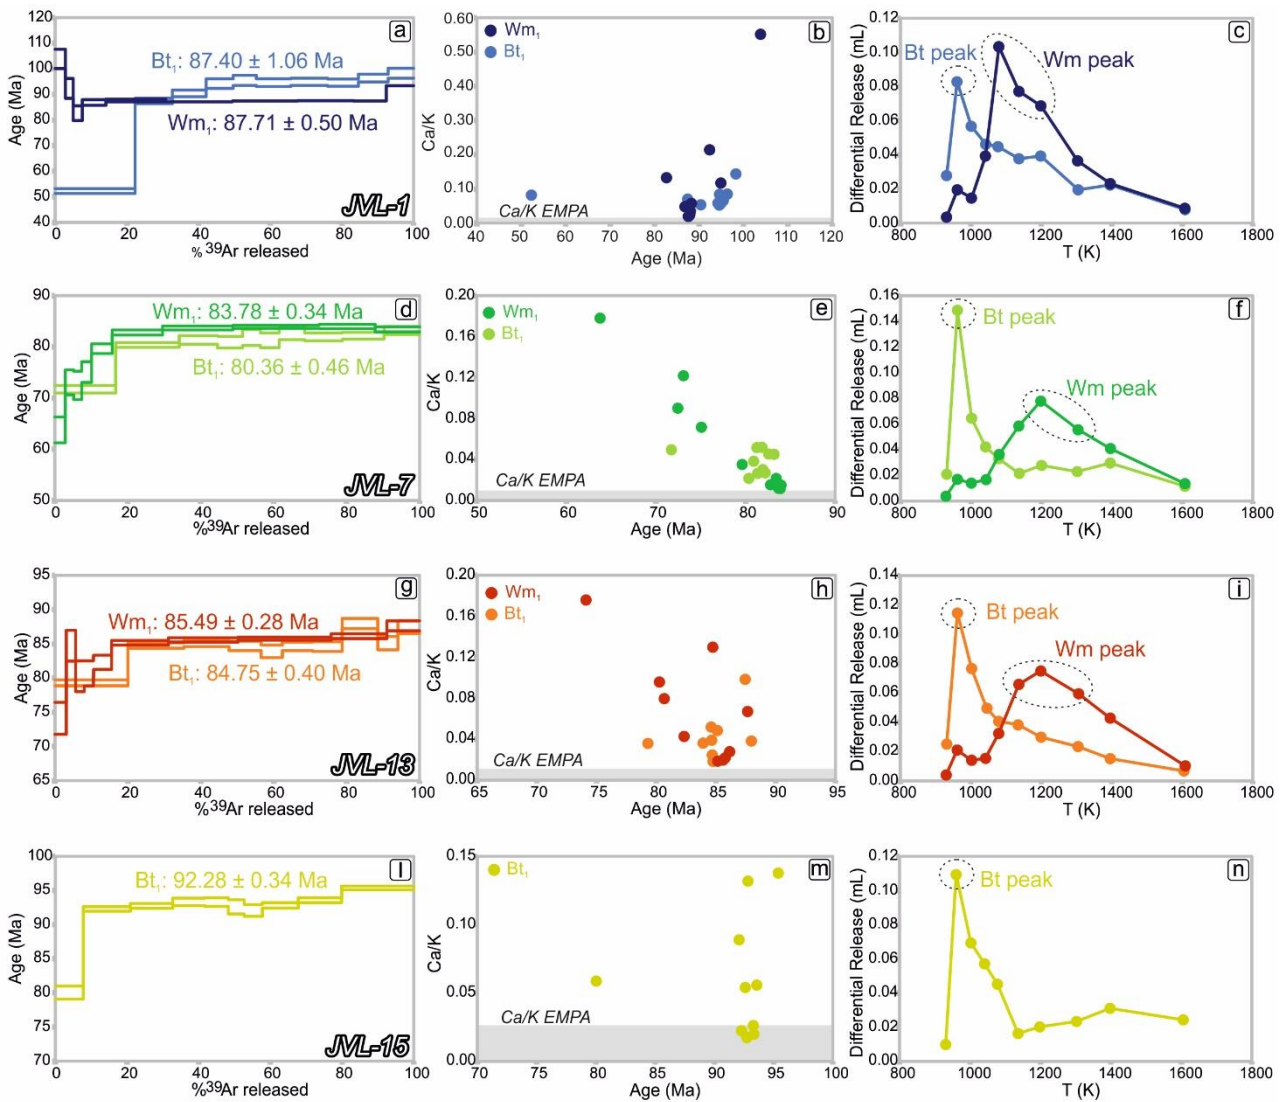 a
Age (Ma)
120
110
100
90
80
70
60
50
40
Bt₁: 87.40 ± 1.06 Ma
Wm₁: 87.71 ± 0.50 Ma
JVL-1
0 20 40 60 80 100
%³⁹Ar released
b
Ca/K
0.60
0.50
0.40
0.30
0.20
0.10
0.00
Wm₁
Bt₁
Ca/K EMPA
40 50 60 70 80 90 100 110 120
Age (Ma)
c
Differential Release (mL)
0.12
0.10
0.08
0.06
0.04
0.02
0.00
Bt peak
Wm peak
800 1000 1200 1400 1600 1800
T (K)
d
Age (Ma)
90
80
70
60
50
Wm₁: 83.78 ± 0.34 Ma
Bt₁: 80.36 ± 0.46 Ma
JVL-7
0 20 40 60 80 100
%³⁹Ar released
e
Ca/K
0.20
0.16
0.12
0.08
0.04
0.00
Wm₁
Bt₁
Ca/K EMPA
50 60 70 80 90
Age (Ma)
f
Differential Release (mL)
0.16
0.14
0.12
0.10
0.08
0.06
0.04
0.02
0.00
Bt peak
Wm peak
800 1000 1200 1400 1600 1800
T (K)
g
Age (Ma)
95
90
85
80
75
70
65
Wm₁: 85.49 ± 0.28 Ma
Bt₁: 84.75 ± 0.40 Ma
JVL-13
0 20 40 60 80 100
%³⁹Ar released
h
Ca/K
0.20
0.16
0.12
0.08
0.04
0.00
Wm₁
Bt₁
Ca/K EMPA
65 70 75 80 85 90 95
Age (Ma)
i
Differential Release (mL)
0.14
0.12
0.10
0.08
0.06
0.04
0.02
0.00
Bt peak
Wm peak
800 1000 1200 1400 1600 1800
T (K)
l
Age (Ma)
100
95
90
85
80
75
70
Bt₁: 92.28 ± 0.34 Ma
JVL-15
0 20 40 60 80 100
%³⁹Ar released
m
Ca/K
0.15
0.10
0.05
0.00
Bt₁
Ca/K EMPA
70 80 85 90 95 100
Age (Ma)
n
Differential Release (mL)
0.12
0.10
0.08
0.06
0.04
0.02
0.00
Bt peak
800 1000 1200 1400 1600 1800
T (K)